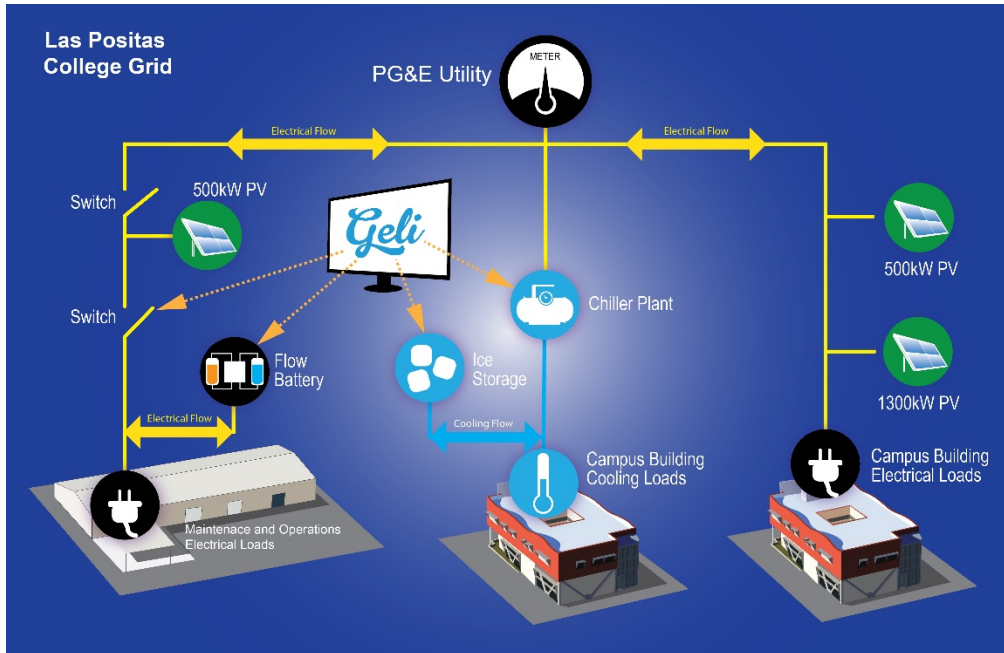 Las Positas
College Grid
PG&E Utility
METER
Electrical Flow
Electrical Flow
Switch
500kW PV
Geli
500kW PV
Switch
Chiller Plant
Flow
Battery
Ice
Storage
1300kW PV
Electrical Flow
Cooling Flow
Campus Building
Cooling Loads
Campus Building
Electrical Loads
Maintenace and Operations
Electrical Loads